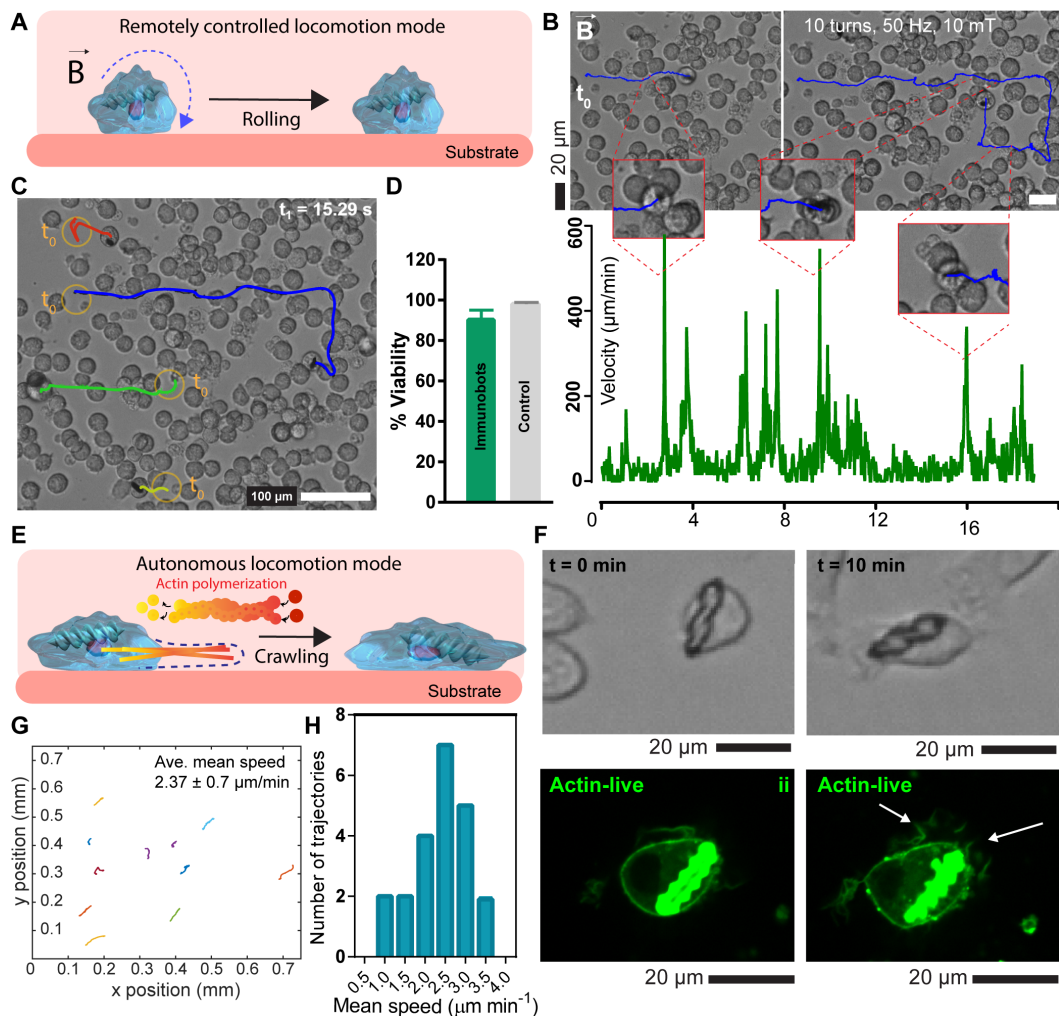 A
Remotely controlled locomotion mode
B
Rolling
Substrate
B
B
10 turns, 50 Hz, 10 mT
t0
20 µm
600
400
200
0
Velocity (µm/min)
0
4
8
12
16
C
t1 = 15.29 s
t0
t0
t0
t0
100 µm
D
140
120
100
80
60
40
20
0
% Viability
Immunobots
Control
E
Autonomous locomotion mode
Actin polymerization
Crawling
Substrate
F
t = 0 min
t = 10 min
20 µm
20 µm
Actin-live
ii
Actin-live
20 µm
20 µm
G
Ave. mean speed
2.37 ± 0.7 µm/min
0.7
0.6
0.5
0.4
0.3
0.2
0.1
y position (mm)
0
0.1
0.2
0.3
0.4
0.5
0.6
0.7
x position (mm)
H
8
6
4
2
0
Number of trajectories
0.5
1.0
1.5
2.0
2.5
3.0
3.5
4.0
Mean speed (µm min-1)